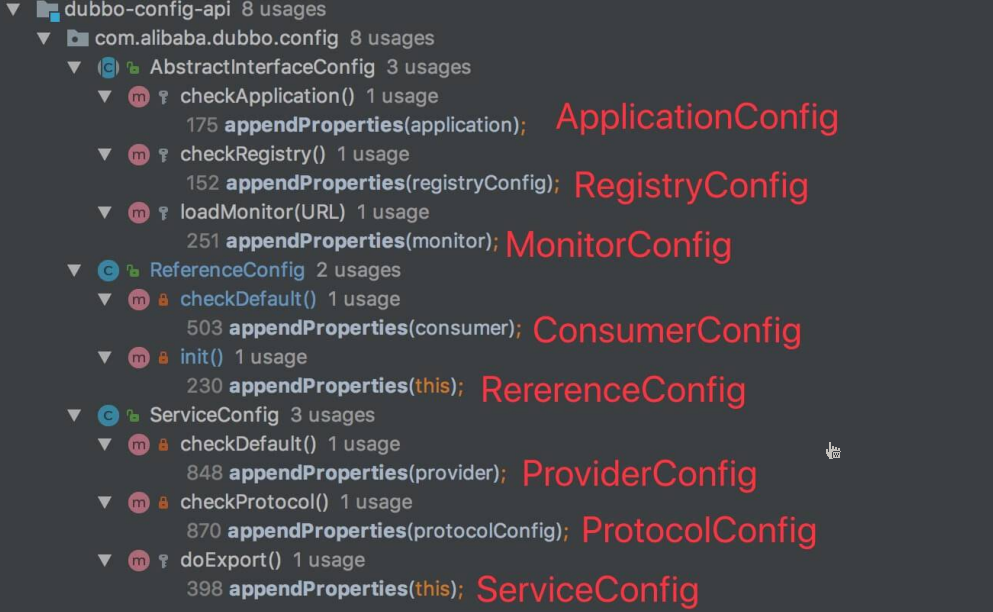 dubbo-config-api 8 usages
com.alibaba.dubbo.config 8 usages
AbstractInterfaceConfig 3 usages
checkApplication() 1 usage
175 appendProperties(application); ApplicationConfig
checkRegistry() 1 usage
152 appendProperties(registryConfig); RegistryConfig
loadMonitor(URL) 1 usage
251 appendProperties(monitor); MonitorConfig
ReferenceConfig 2 usages
checkDefault() 1 usage
503 appendProperties(consumer); ConsumerConfig
init() 1 usage
230 appendProperties(this); RererenceConfig
ServiceConfig 3 usages
checkDefault() 1 usage
848 appendProperties(provider); ProviderConfig
checkProtocol() 1 usage
870 appendProperties(protocolConfig); ProtocolConfig
doExport() 1 usage
398 appendProperties(this); ServiceConfig